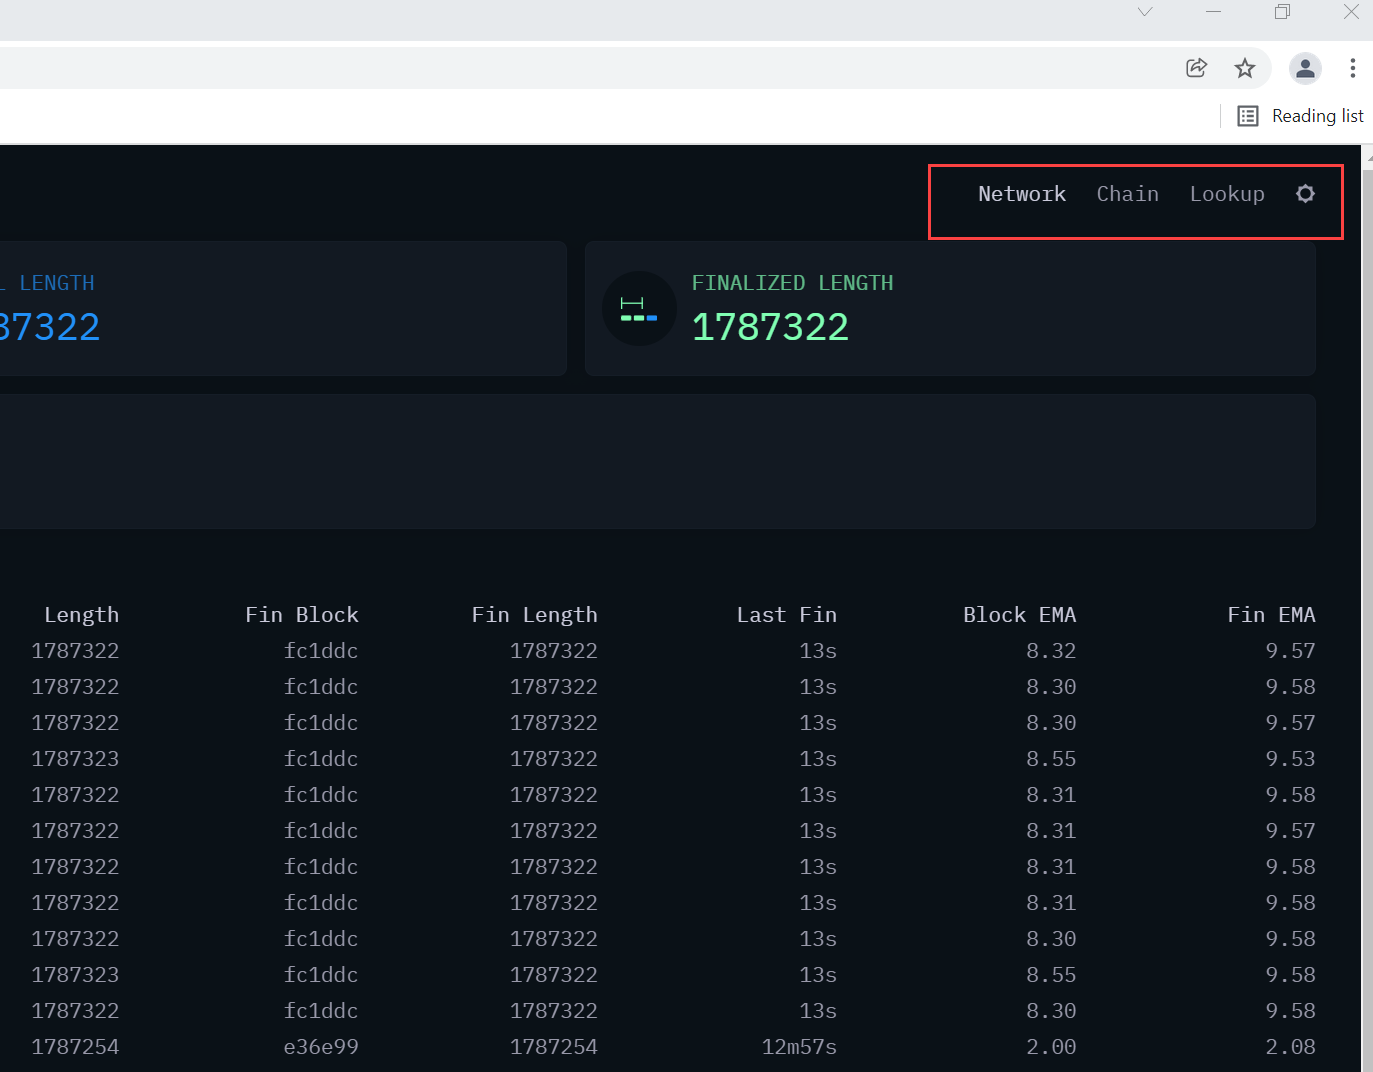 Reading list
Network Chain Lookup
LENGTH
FINALIZED LENGTH
37322
1787322
Length Fin Block Fin Length Last Fin Block EMA Fin EMA
1787322 fc1ddc 1787322 13s 8.32 9.57
1787322 fc1ddc 1787322 13s 8.30 9.58
1787322 fc1ddc 1787322 13s 8.30 9.57
1787323 fc1ddc 1787322 13s 8.55 9.53
1787322 fc1ddc 1787322 13s 8.31 9.58
1787322 fc1ddc 1787322 13s 8.31 9.57
1787322 fc1ddc 1787322 13s 8.31 9.58
1787322 fc1ddc 1787322 13s 8.31 9.58
1787322 fc1ddc 1787322 13s 8.30 9.58
1787323 fc1ddc 1787322 13s 8.55 9.58
1787322 fc1ddc 1787322 13s 8.30 9.58
1787254 e36e99 1787254 12m57s 2.00 2.08